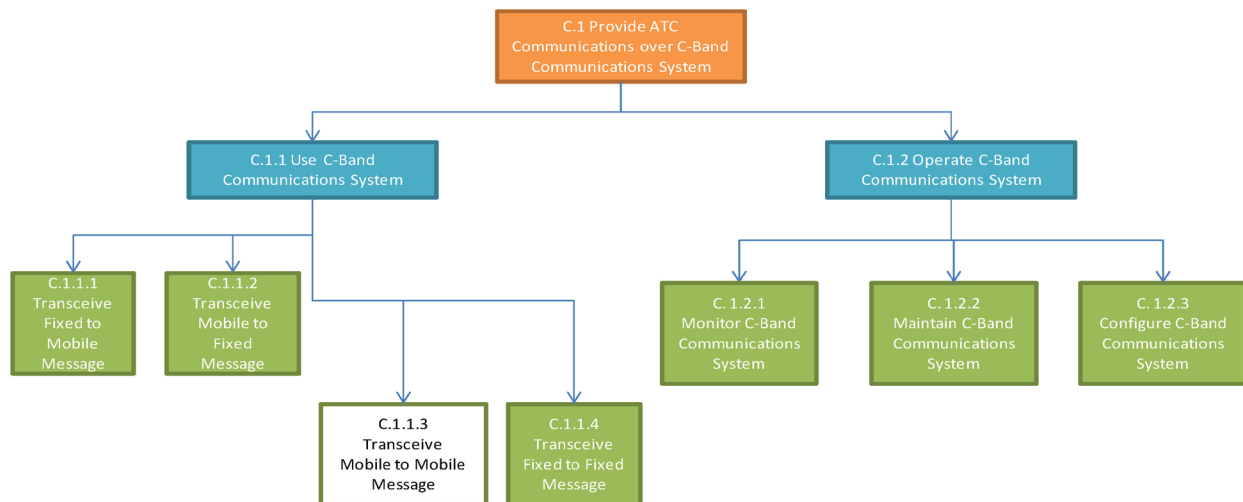 C.1 Provide ATC
Communications over C-Band
Communications System
C.1.1 Use C-Band
Communications System
C.1.2 Operate C-Band
Communications System
C.1.1.1
Transceive
Fixed to
Mobile
Message
C.1.1.2
Transceive
Mobile to
Fixed
Message
C.1.1.3
Transceive
Mobile to Mobile
Message
C.1.1.4
Transceive
Fixed to Fixed
Message
C. 1.2.1
Monitor C-Band
Communications
System
C. 1.2.2
Maintain C-Band
Communications
System
C. 1.2.3
Configure C-Band
Communications
System